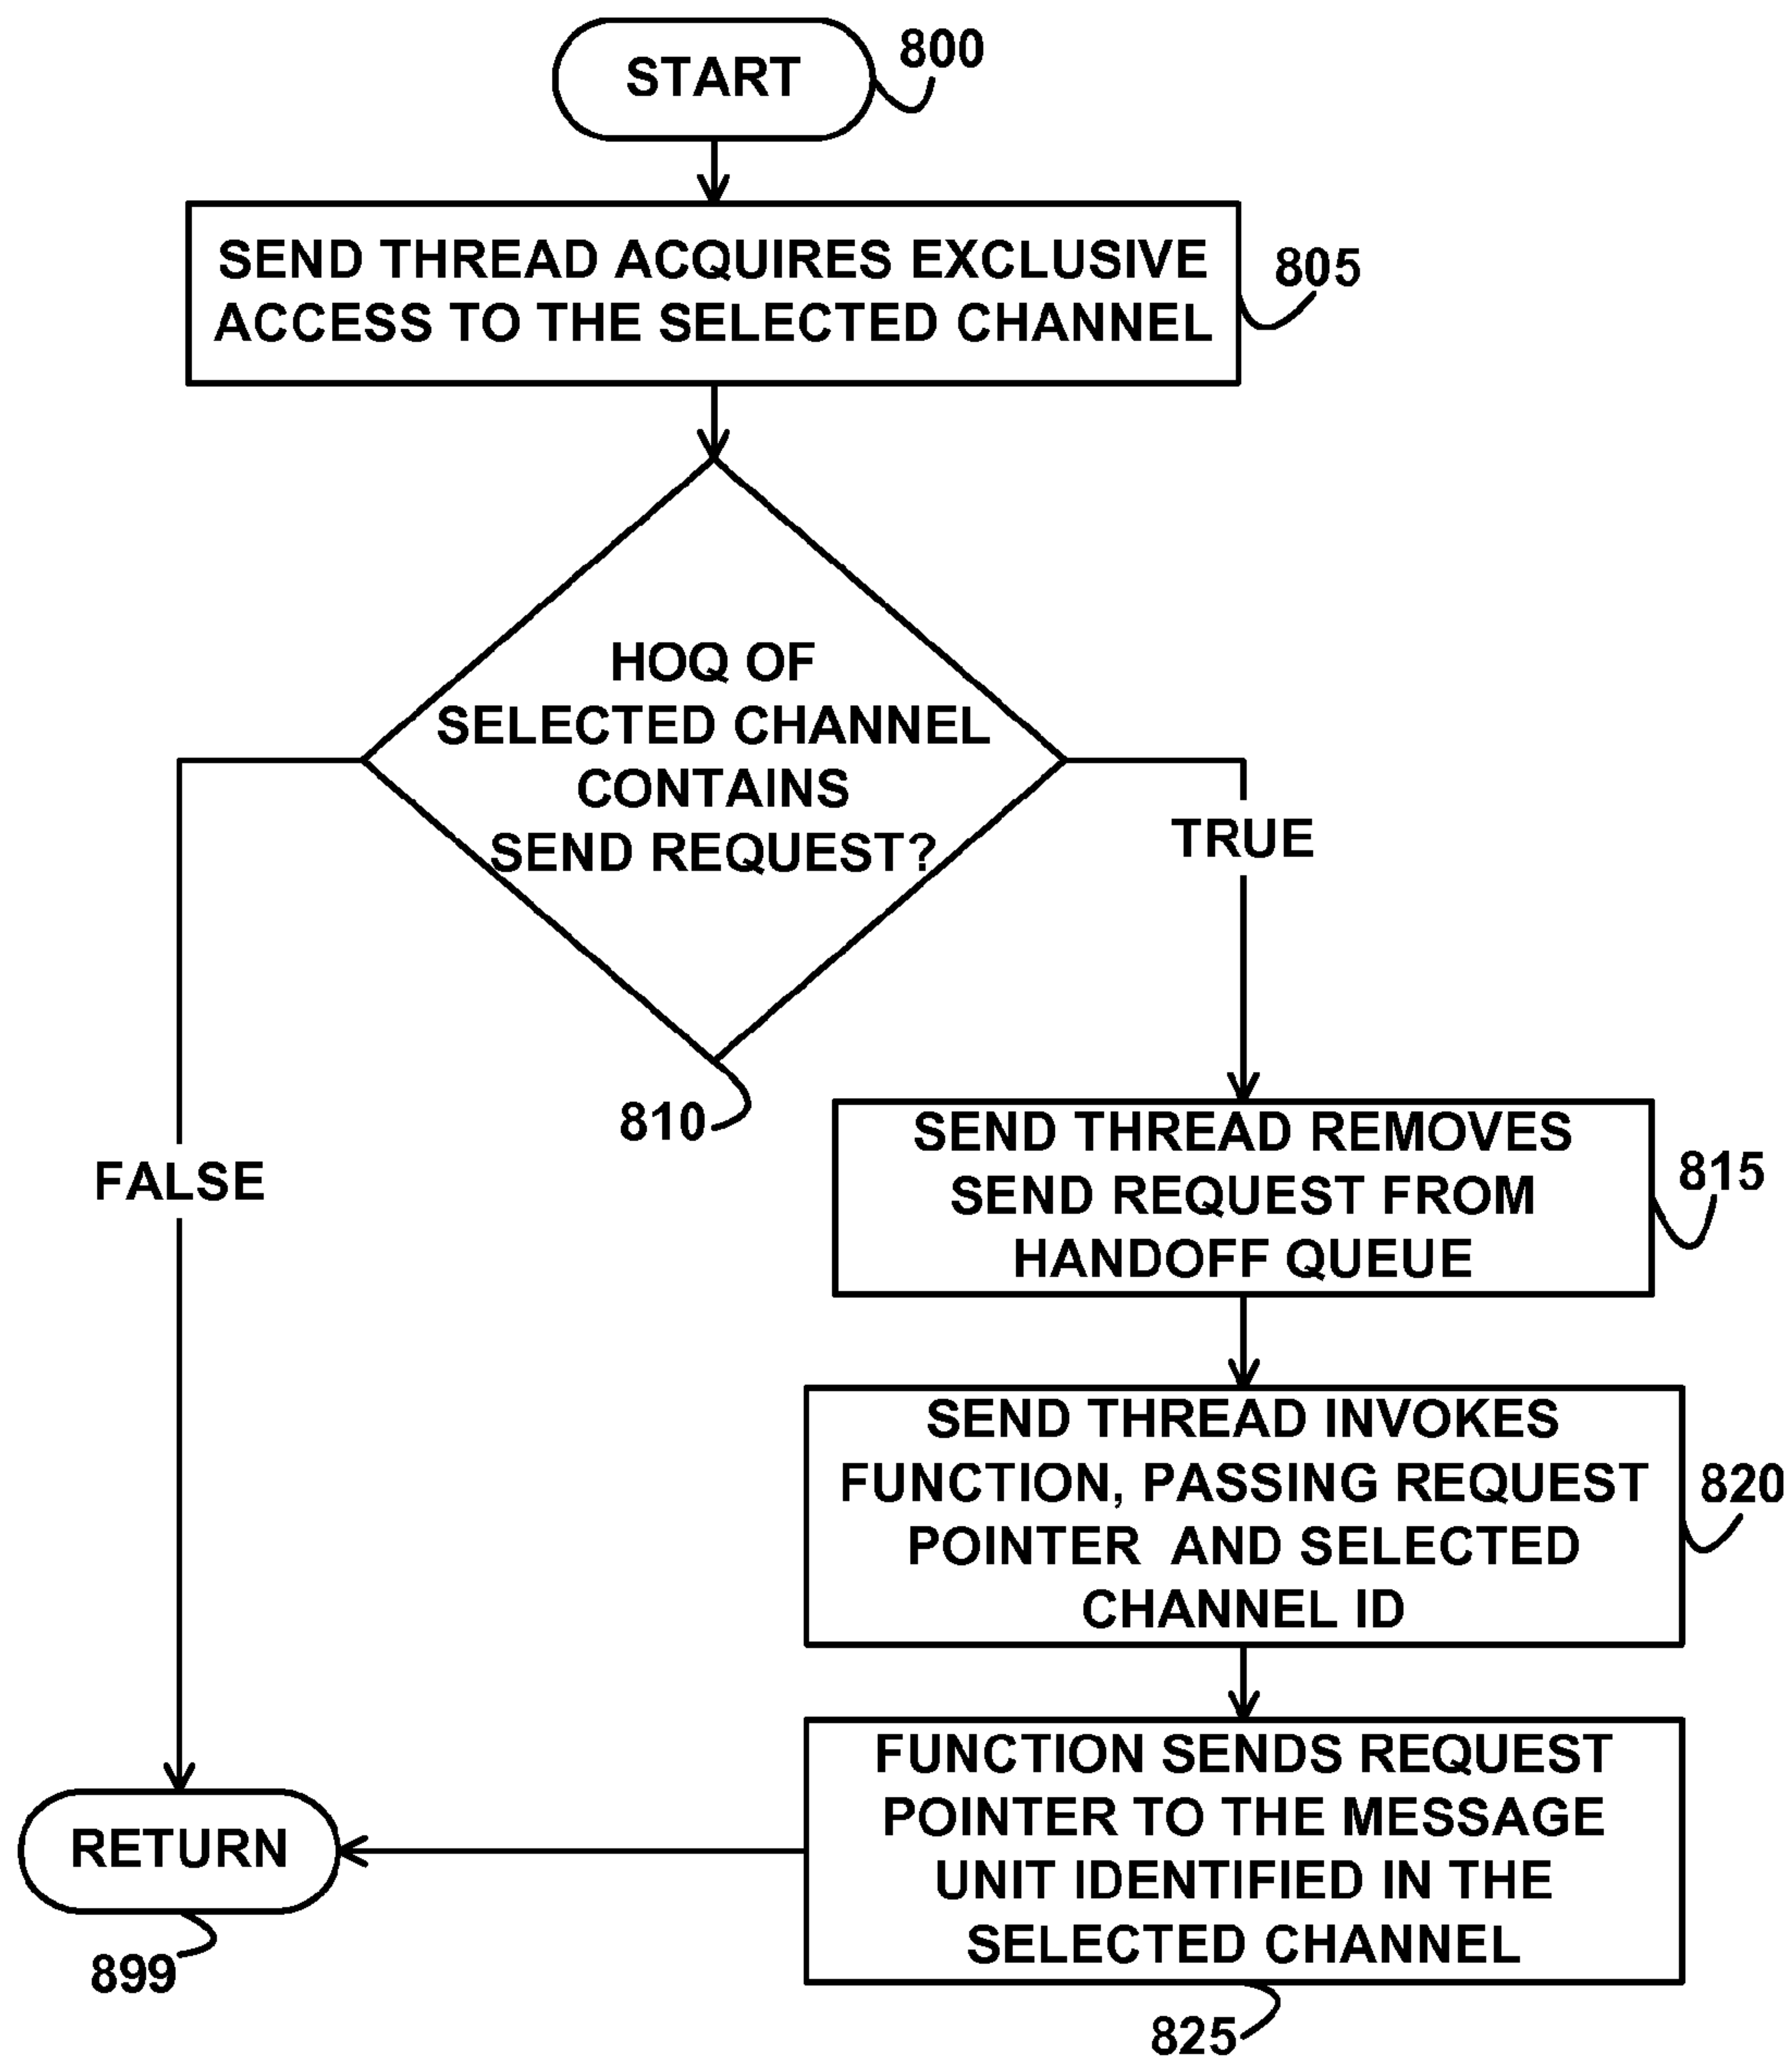 START
800
SEND THREAD ACQUIRES EXCLUSIVE
ACCESS TO THE SELECTED CHANNEL
805
HOQ OF
SELECTED CHANNEL
CONTAINS
SEND REQUEST?
810
TRUE
FALSE
SEND THREAD REMOVES
SEND REQUEST FROM
HANDOFF QUEUE
815
SEND THREAD INVOKES
FUNCTION, PASSING REQUEST
POINTER AND SELECTED
CHANNEL ID
820
FUNCTION SENDS REQUEST
POINTER TO THE MESSAGE
UNIT IDENTIFIED IN THE
SELECTED CHANNEL
825
RETURN
899